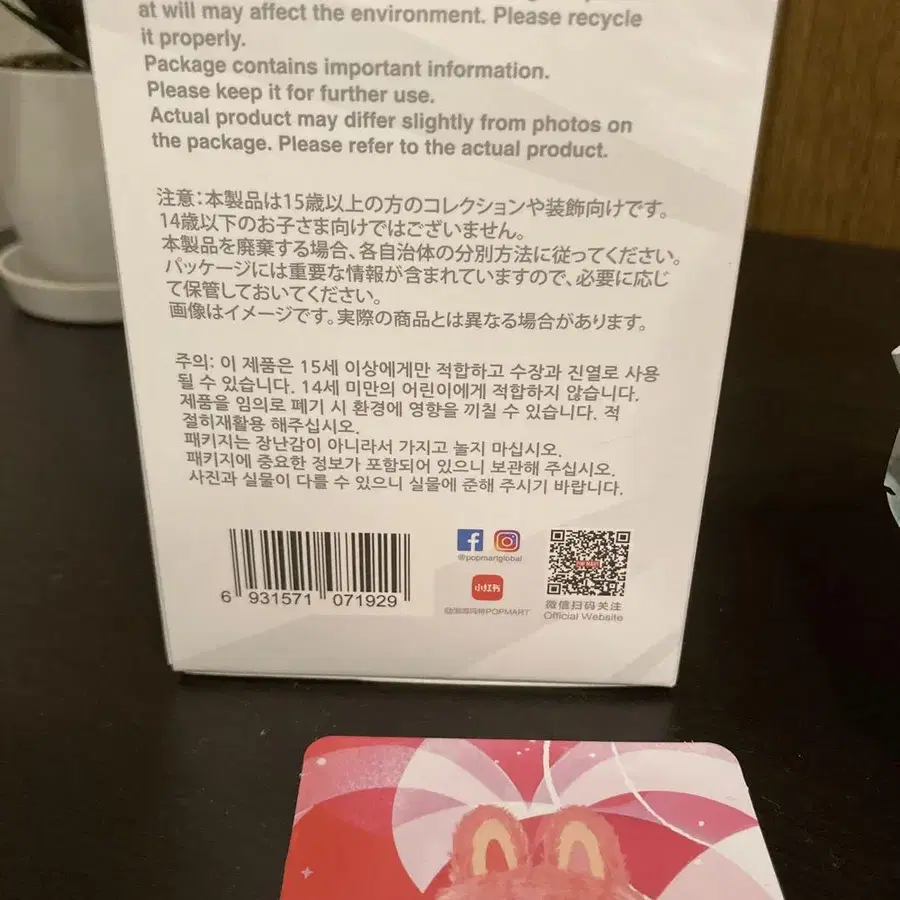 at will may affect the environment. Please recycle
it properly.
Package contains important information.
Please keep it for further use.
Actual product may differ slightly from photos on
the package. Please refer to the actual product.
注意：本製品は15歳以上の方のコレクションや装飾向けです。
14歳以下のお子さま向けではございません。
本製品を廃棄する場合、各自治体の分別方法に従ってください。
パッケージには重要な情報が含まれていますので、必要に応じ
て保管しておいてください。
画像はイメージです。実際の商品とは異なる場合があります。
주의: 이 제품은 15세 이상에게만 적합하고 수장과 진열로 사용
될 수 있습니다. 14세 미만의 어린이에게 적합하지 않습니다.
제품을 임의로 폐기 시 환경에 영향을 끼칠 수 있습니다. 적
절히재활용 해주십시오.
패키지는 장난감이 아니라서 가지고 놀지 마십시오.
패키지에 중요한 정보가 포함되어 있으니 보관해 주십시오.
사진과 실물이 다를 수 있으니 실물에 준해 주시기 바랍니다.
6 931571 071929
@popmartglobal
小红书
POPMART
POP MART
微信扫码关注
Official Website